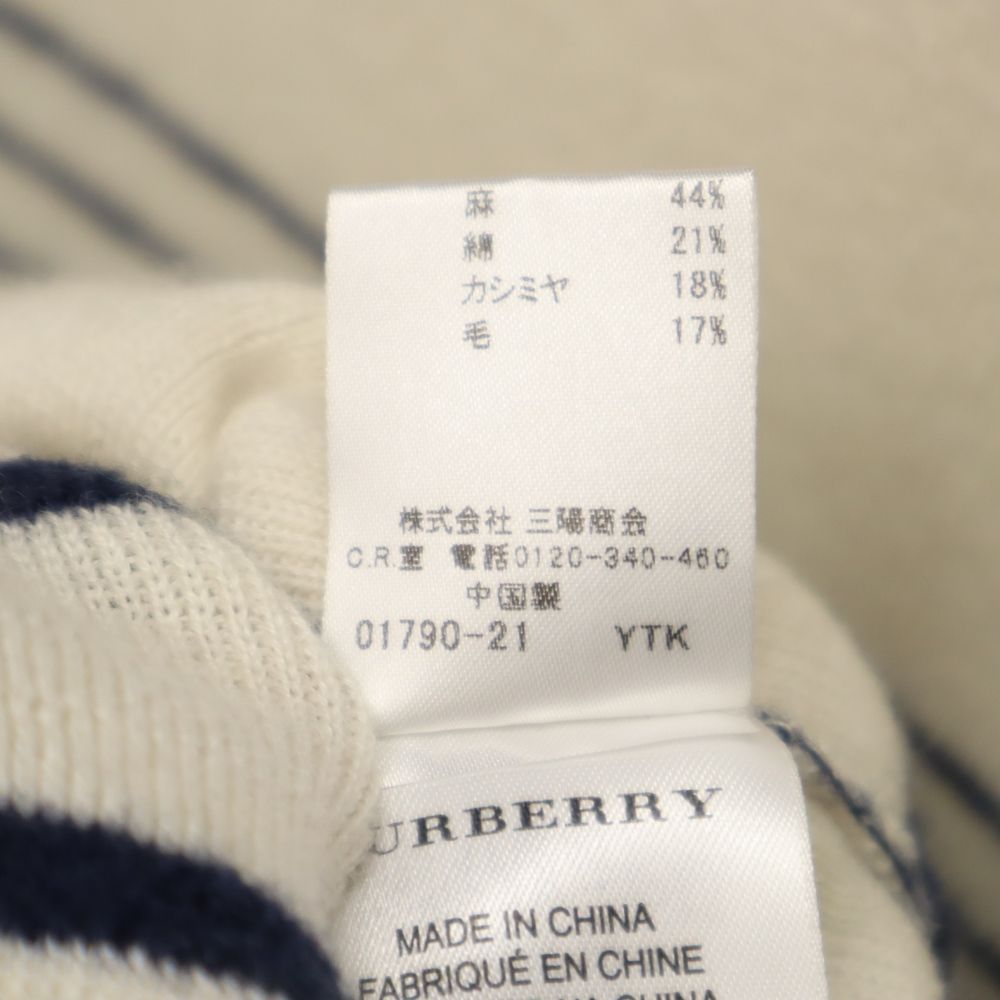 麻 44%
綿 21%
カシミヤ 18%
毛 17%
株式会社 三陽商会
C.R.室 電話0120-340-460
中国製
01790-21 YTK
URBERRY
MADE IN CHINA
FABRIQUÉ EN CHINE
CHINA